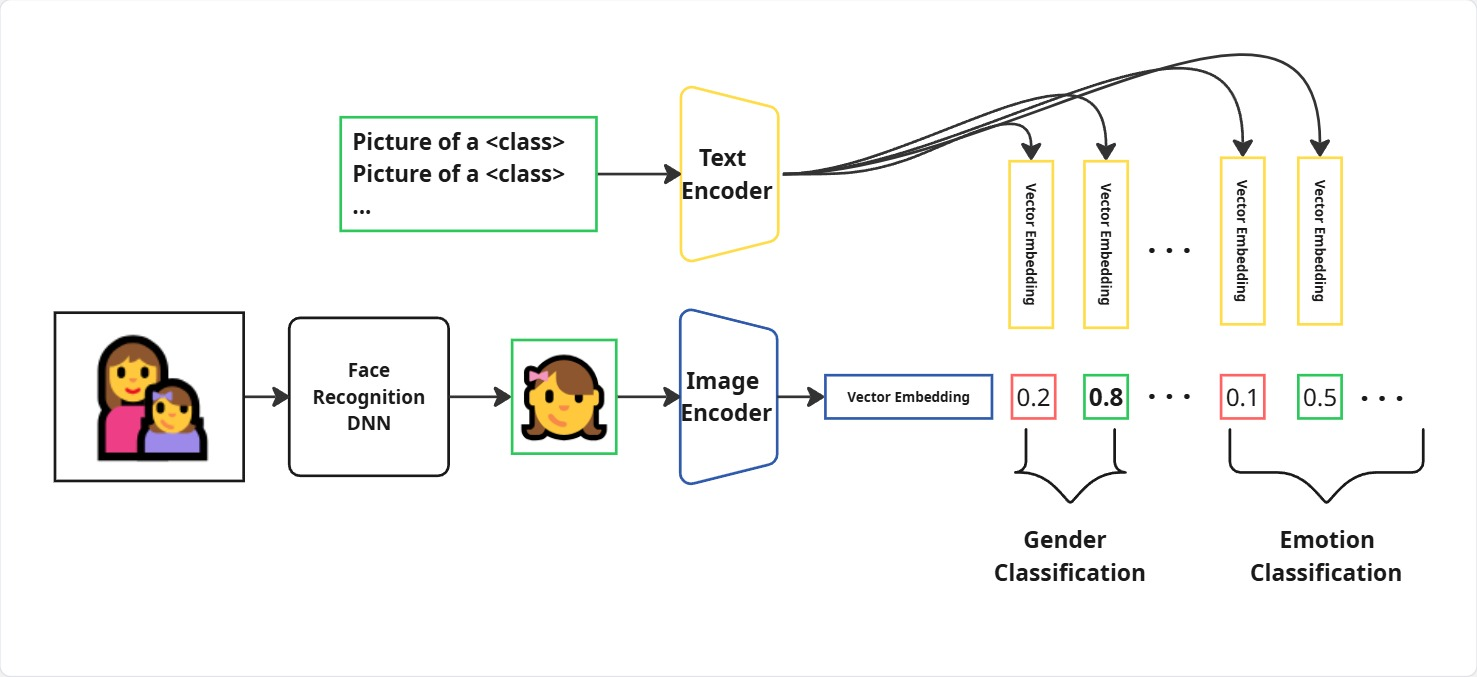 Picture of a <class>
Picture of a <class>
...
Text
Encoder
Vector Embedding
Vector Embedding
. . .
Vector Embedding
Vector Embedding
Face
Recognition
DNN
Image
Encoder
Vector Embedding
0.2
0.8
. . .
0.1
0.5
. . .
Gender
Classification
Emotion
Classification